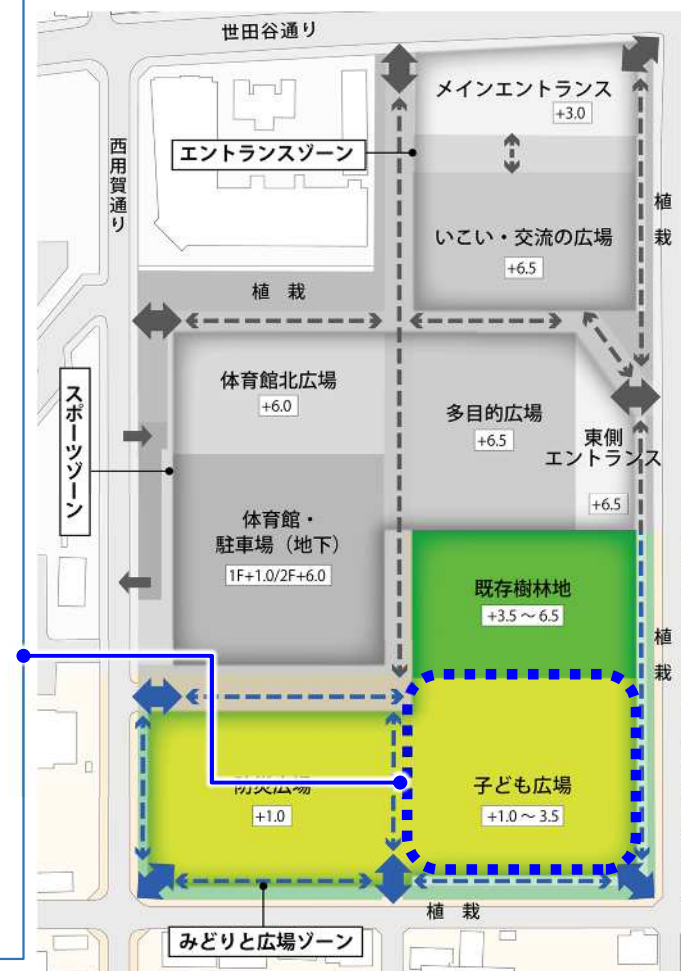 世田谷通り
メインエントランス
+3.0
エントランスゾーン
西用賀通り
植栽
いこい・交流の広場
+6.5
植栽
体育館北広場
+6.0
多目的広場
+6.5
スポーツゾーン
東側
エントランス
+6.5
体育館・
駐車場（地下）
1F+1.0/2F+6.0
既存樹林地
+3.5～6.5
植栽
防災広場
+1.0
子ども広場
+1.0～3.5
植栽
みどりと広場ゾーン